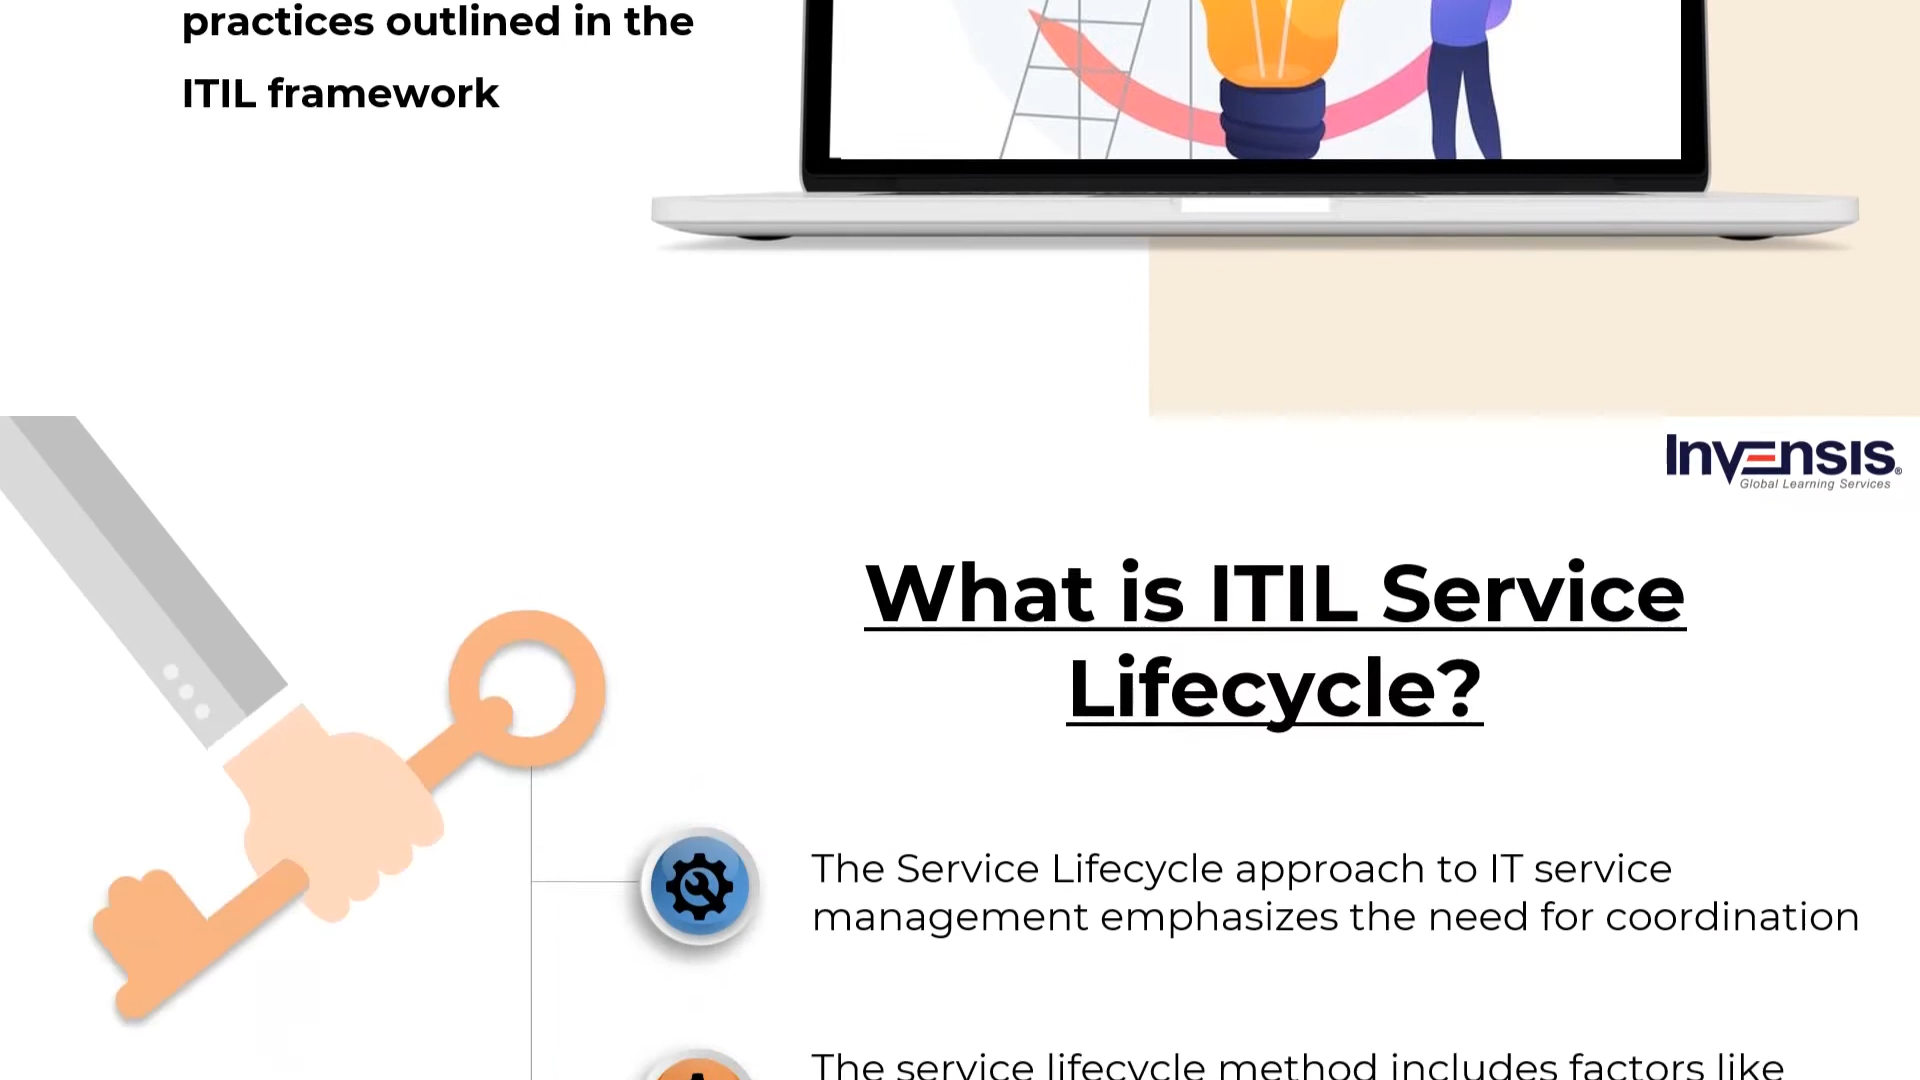 practices outlined in the
ITIL framework
Invensis®
Global Learning Services
What is ITIL Service
Lifecycle?
The Service Lifecycle approach to IT service
management emphasizes the need for coordination
The service lifecycle method includes factors like